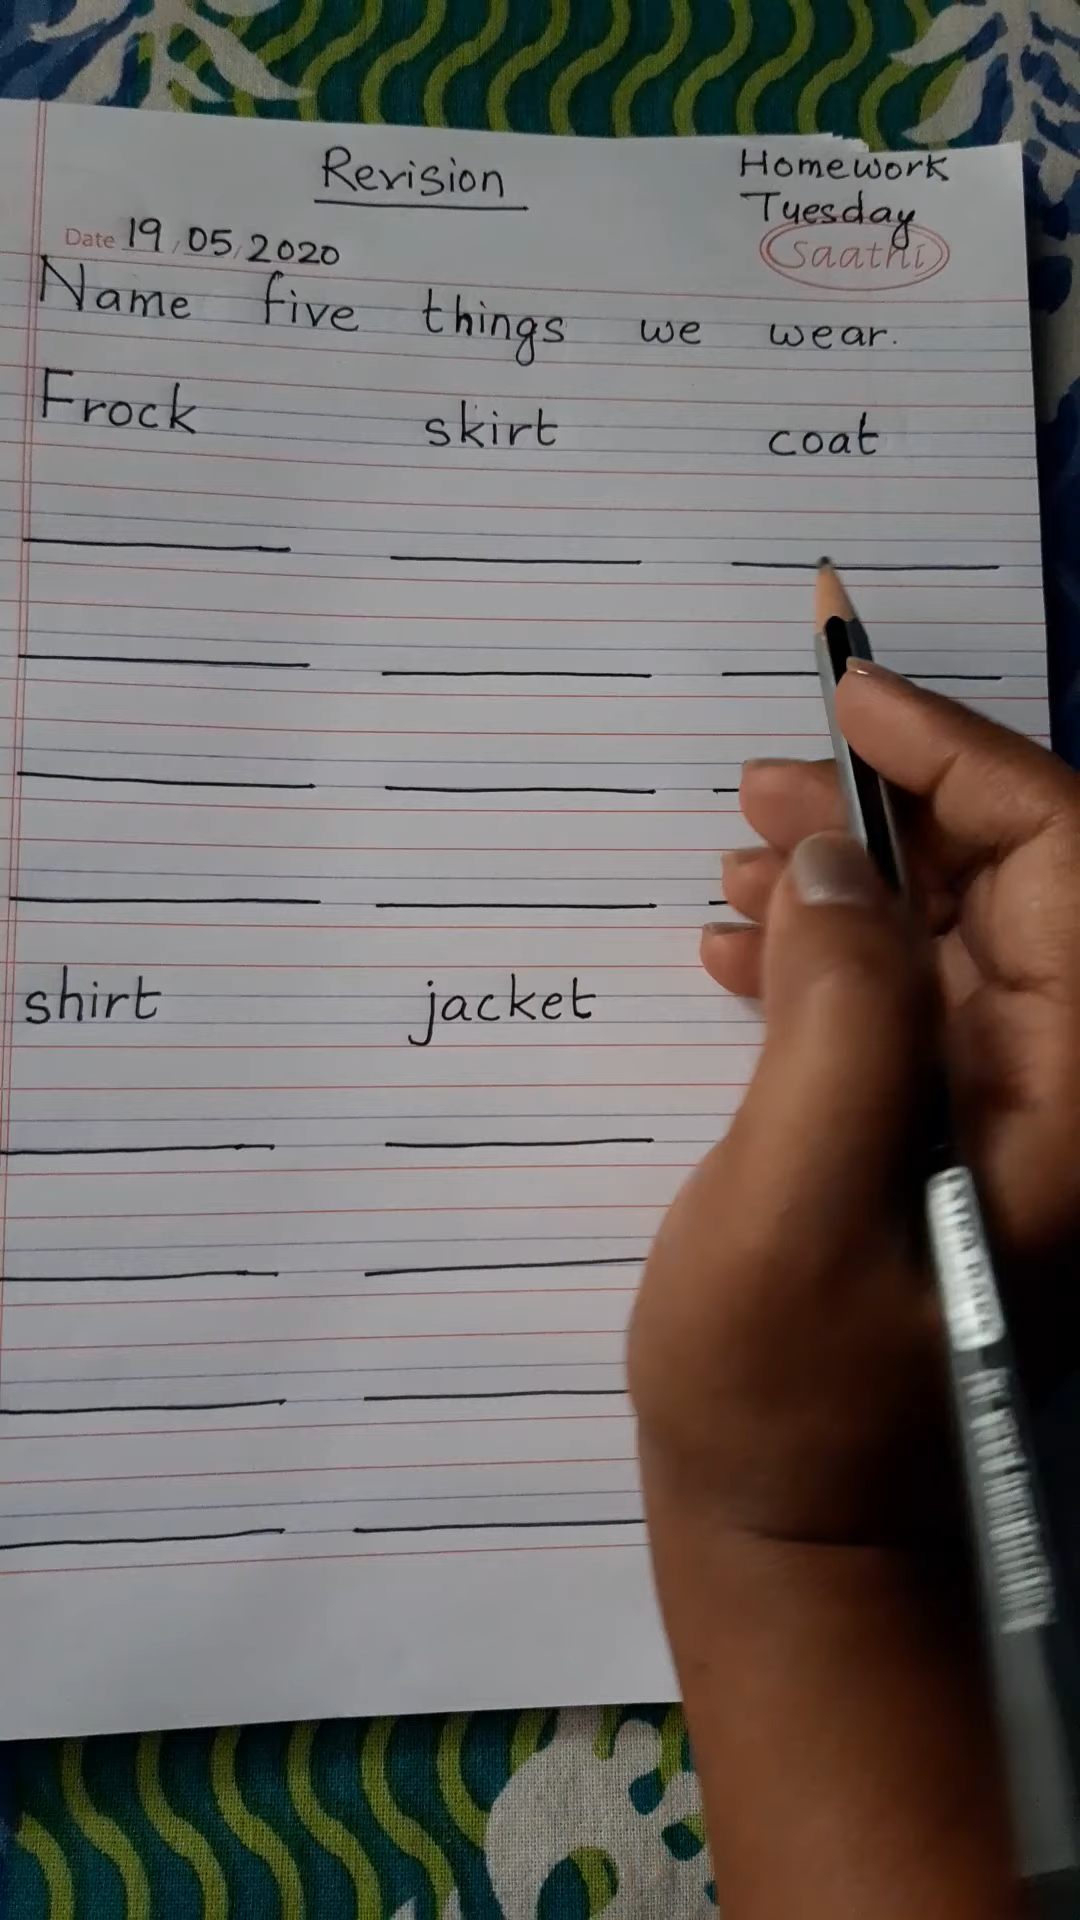 Revision
Homework
Tuesday
Saathi
Date 19/05/2020
Name five things we wear.
Frock skirt coat
shirt jacket